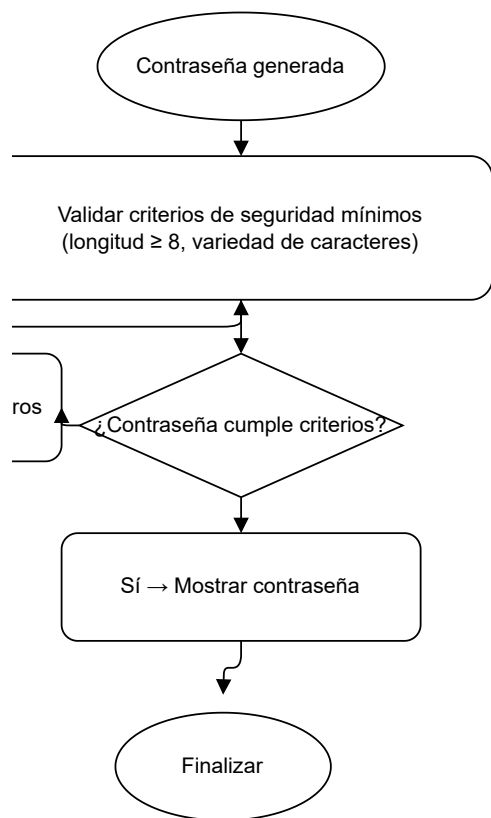 Contraseña generada
Validar criterios de seguridad mínimos
(longitud ≥ 8, variedad de caracteres)
ros
¿Contraseña cumple criterios?
Sí → Mostrar contraseña
Finalizar